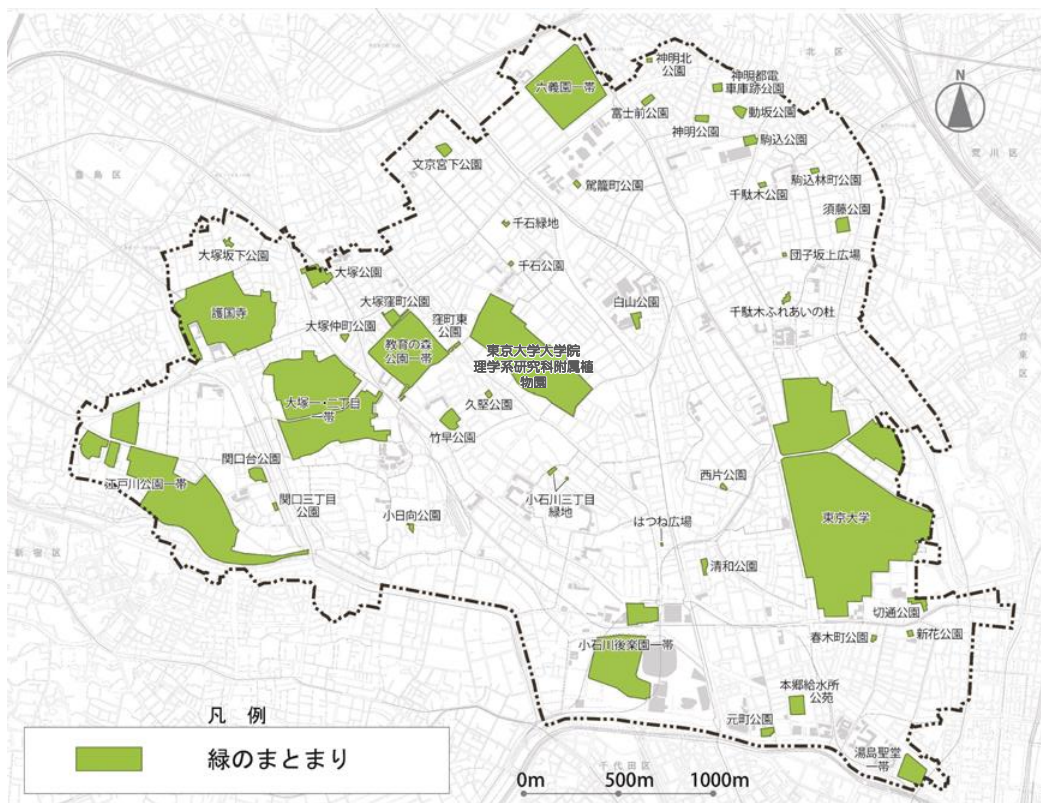 北区
N
神明北
公園
六義園一帯
神明都電
車庫跡公園
富士前公園
動坂公園
神明公園
荒川区
文京宮下公園
駒込公園
豊島区
駕籠町公園
千駄木公園
駒込林町公園
千石緑地
須藤公園
大塚坂下公園
団子坂上広場
大塚公園
千石公園
千駄木ふれあいの杜
護国寺
大塚窪町公園
白山公園
大塚仲町公園
窪町東
公園
教育の森
公園一帯
東京大学大学院
理学系研究科附属植
物園
台東区
大塚一・二丁目
一帯
久堅公園
竹早公園
関口台公園
西片公園
江戸川公園一帯
関口三丁目
公園
小石川三丁目
緑地
小日向公園
はつね広場
東京大学
新宿区
清和公園
切通公園
小石川後楽園一帯
春木町公園
新花公園
本郷給水所
公苑
元町公園
湯島聖堂
一帯
千代田区
凡 例
緑のまとまり
0m 500m 1000m